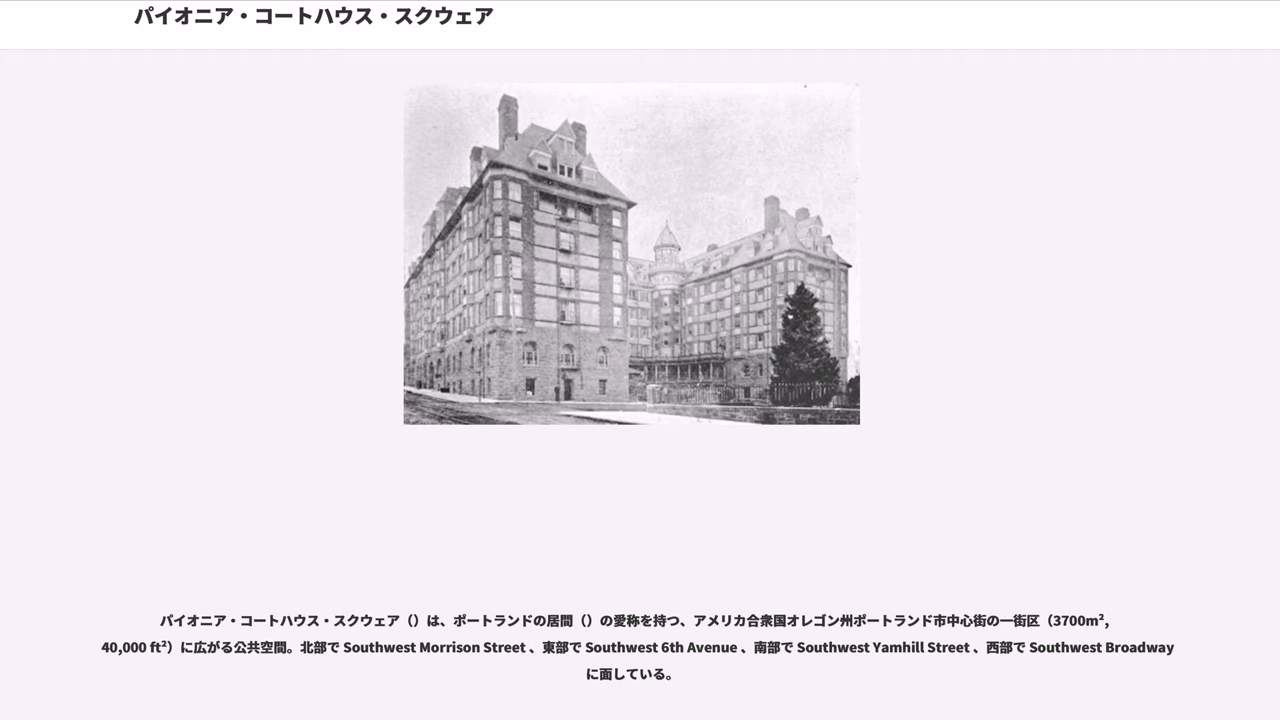 パイオニア・コートハウス・スクウェア
パイオニア・コートハウス・スクウェア（）は、ポートランドの居間（）の愛称を持つ、アメリカ合衆国オレゴン州ポートランド市中心街の一街区（3700m²,
40,000 ft²）に広がる公共空間。北部で Southwest Morrison Street 、東部で Southwest 6th Avenue 、南部で Southwest Yamhill Street 、西部で Southwest Broadway
に面している。